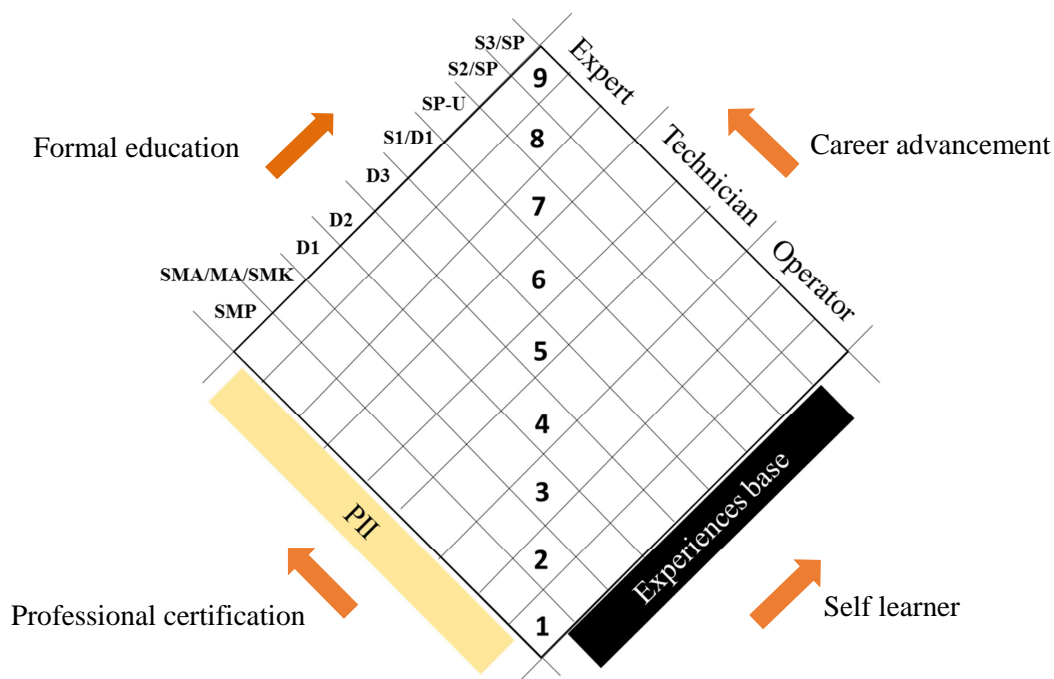 S3/SP
S2/SP
SP-U
S1/D1
D3
D2
D1
SMA/MA/SMK
SMP
Formal education
Expert
Technician
Operator
Career advancement
9
8
7
6
5
4
3
2
1
PII
Experiences base
Professional certification
Self learner